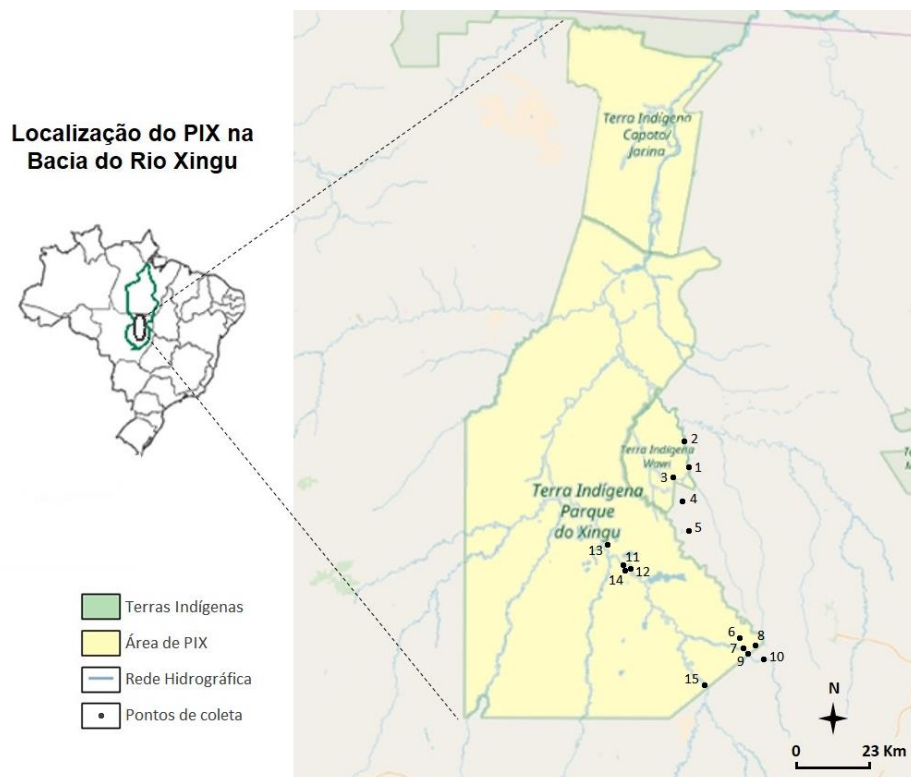 Localização do PIX na
Bacia do Rio Xingu
Terra Indígena
Capoto/
Jarina
Terra Indígena
Wawi
Terra Indígena
Parque
do Xingu
2
1
3
4
5
13
11
12
14
6
8
7
9
10
15
Terras Indígenas
Área de PIX
Rede Hidrográfica
Pontos de coleta
N
0 23 Km